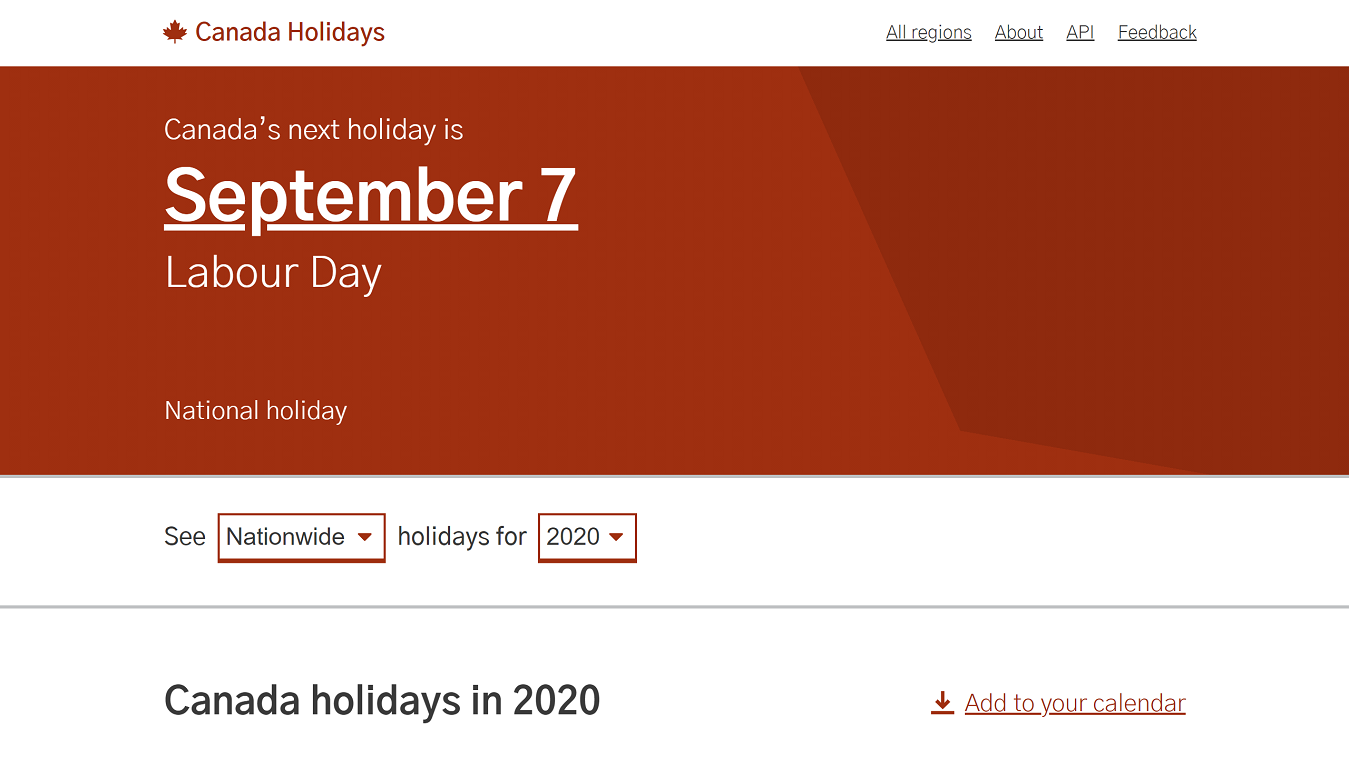 Canada Holidays
All regions About API Feedback
Canada’s next holiday is
September 7
Labour Day
National holiday
See Nationwide holidays for 2020
Canada holidays in 2020
Add to your calendar